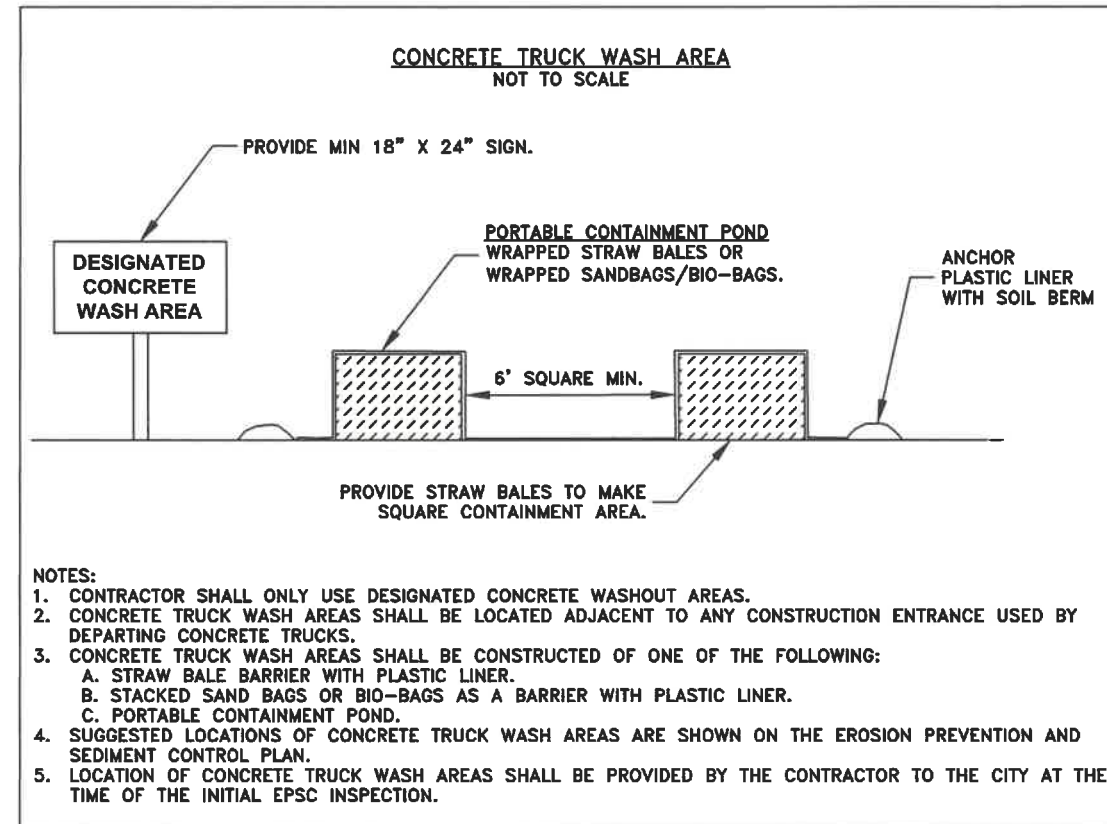 CONCRETE TRUCK WASH AREA
NOT TO SCALE
PROVIDE MIN 18" X 24" SIGN.
DESIGNATED
CONCRETE
WASH AREA
PORTABLE CONTAINMENT POND
WRAPPED STRAW BALES OR
WRAPPED SANDBAGS/BIO-BAGS.
ANCHOR
PLASTIC LINER
WITH SOIL BERM
6' SQUARE MIN.
PROVIDE STRAW BALES TO MAKE
SQUARE CONTAINMENT AREA.
NOTES:
1. CONTRACTOR SHALL ONLY USE DESIGNATED CONCRETE WASHOUT AREAS.
2. CONCRETE TRUCK WASH AREAS SHALL BE LOCATED ADJACENT TO ANY CONSTRUCTION ENTRANCE USED BY
DEPARTING CONCRETE TRUCKS.
3. CONCRETE TRUCK WASH AREAS SHALL BE CONSTRUCTED OF ONE OF THE FOLLOWING:
A. STRAW BALE BARRIER WITH PLASTIC LINER.
B. STACKED SAND BAGS OR BIO-BAGS AS A BARRIER WITH PLASTIC LINER.
C. PORTABLE CONTAINMENT POND.
4. SUGGESTED LOCATIONS OF CONCRETE TRUCK WASH AREAS ARE SHOWN ON THE EROSION PREVENTION AND
SEDIMENT CONTROL PLAN.
5. LOCATION OF CONCRETE TRUCK WASH AREAS SHALL BE PROVIDED BY THE CONTRACTOR TO THE CITY AT THE
TIME OF THE INITIAL EPSC INSPECTION.